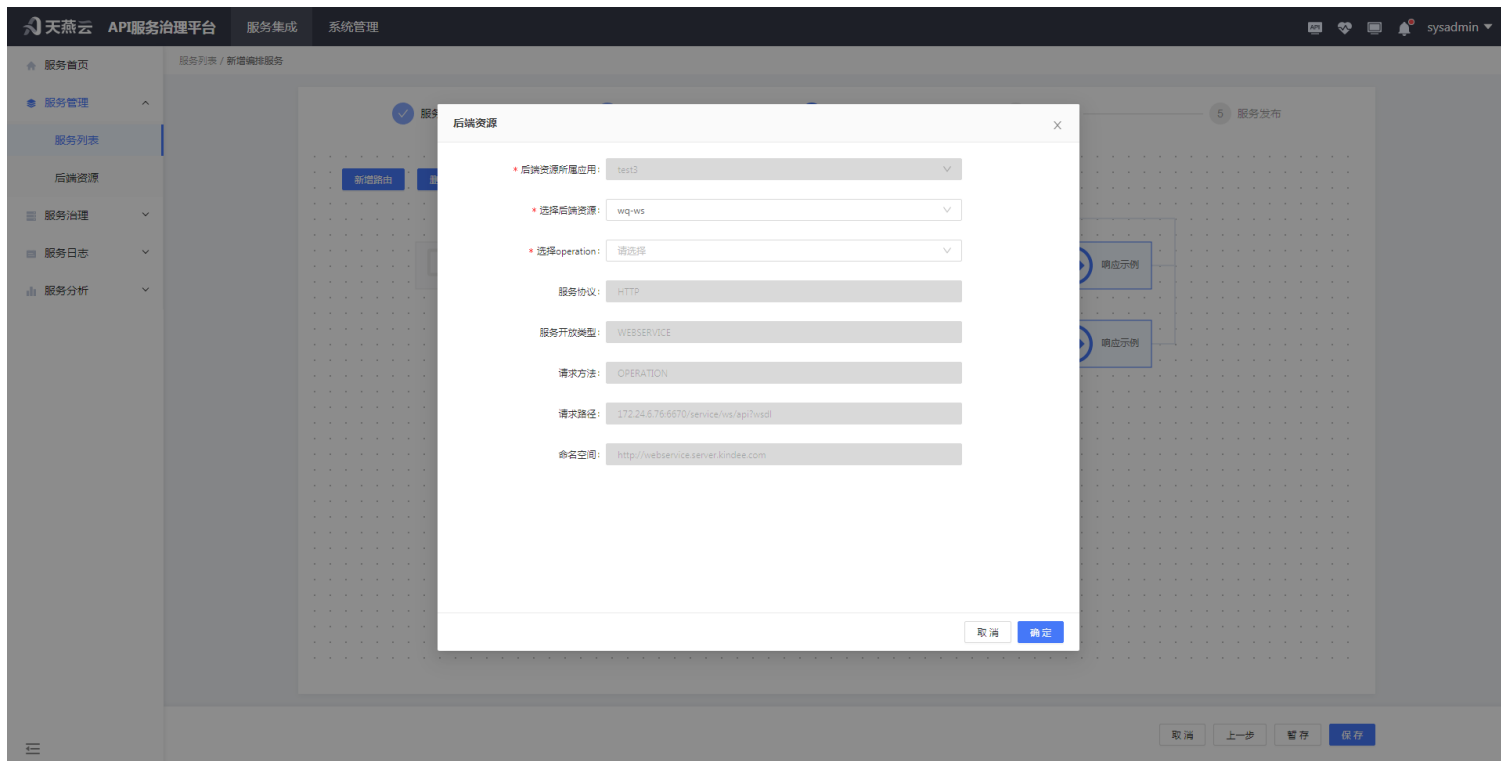 天燕云 API服务治理平台 服务集成 系统管理 sysadmin
服务首页
服务管理
服务列表
后端资源
服务治理
服务日志
服务分析
服务列表 / 新增编排服务
5 服务发布
新增路由
响应示例
响应示例
后端资源
* 后端资源所属应用: test3
* 选择后端资源: wq-ws
* 选择operation: 请选择
服务协议: HTTP
服务开放类型: WEBSERVICE
请求方法: OPERATION
请求路径: 172.24.6.76:6670/service/ws/api?wsdl
命名空间: http://webservice.server.kindee.com
取消 确定
取消 上一步 暂存 保存